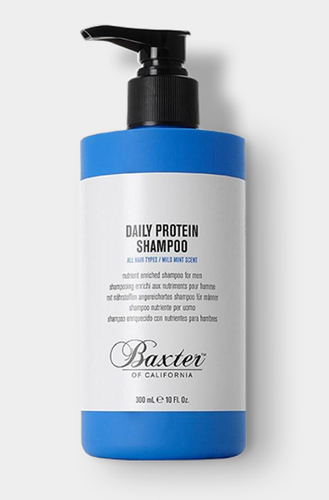 DAILY PROTEIN
SHAMPOO
ALL HAIR TYPES / MILD MINT SCENT
nutrient enriched shampoo for men
shampooing enrichi aux nutriments pour homme
mit nährstoffen angereichertes shampoo für männer
shampoo nutriente per uomo
shampoo enriquecido con nutrientes para hombres
Baxter™
OF CALIFORNIA
300 mL ℮ 10 Fl. Oz.